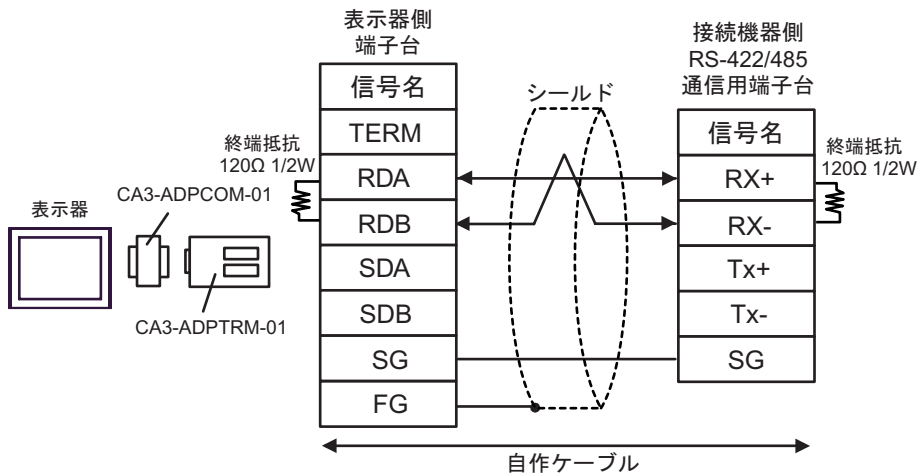 表示器側
端子台
信号名
TERM
RDA
RDB
SDA
SDB
SG
FG
終端抵抗
120Ω 1/2W
表示器
CA3-ADPCOM-01
CA3-ADPTRM-01
シールド
接続機器側
RS-422/485
通信用端子台
信号名
RX+
RX-
Tx+
Tx-
SG
終端抵抗
120Ω 1/2W
自作ケーブル